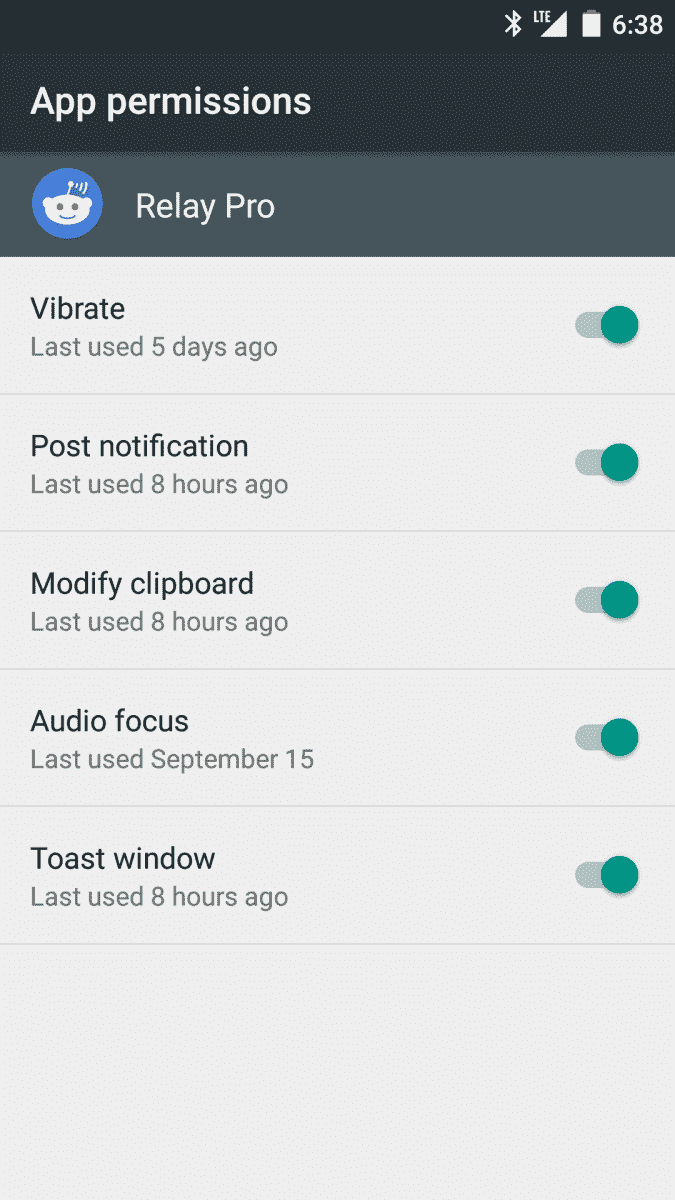 LTE 6:38
App permissions
Relay Pro
Vibrate
Last used 5 days ago
Post notification
Last used 8 hours ago
Modify clipboard
Last used 8 hours ago
Audio focus
Last used September 15
Toast window
Last used 8 hours ago